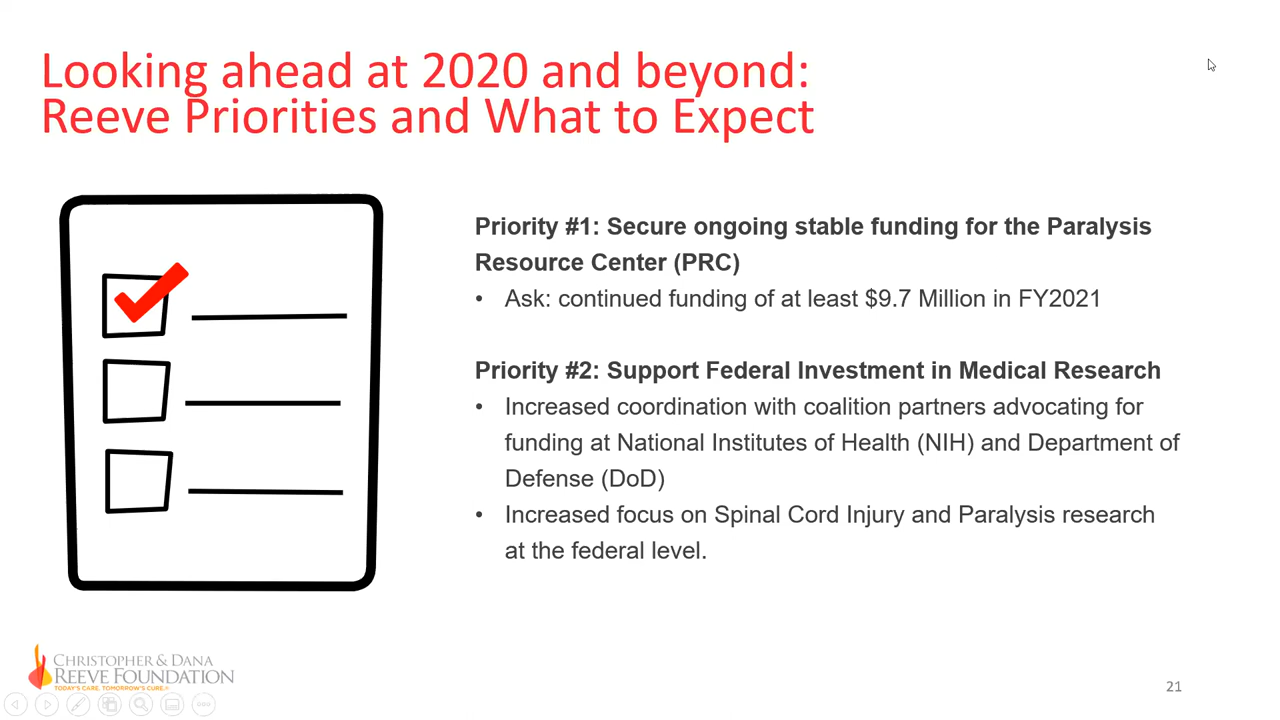 Looking ahead at 2020 and beyond:
Reeve Priorities and What to Expect
Priority #1: Secure ongoing stable funding for the Paralysis
Resource Center (PRC)
• Ask: continued funding of at least $9.7 Million in FY2021
Priority #2: Support Federal Investment in Medical Research
• Increased coordination with coalition partners advocating for
funding at National Institutes of Health (NIH) and Department of
Defense (DoD)
• Increased focus on Spinal Cord Injury and Paralysis research
at the federal level.
CHRISTOPHER & DANA
REEVE FOUNDATION
TODAY'S CARE. TOMORROW'S CURE.
21